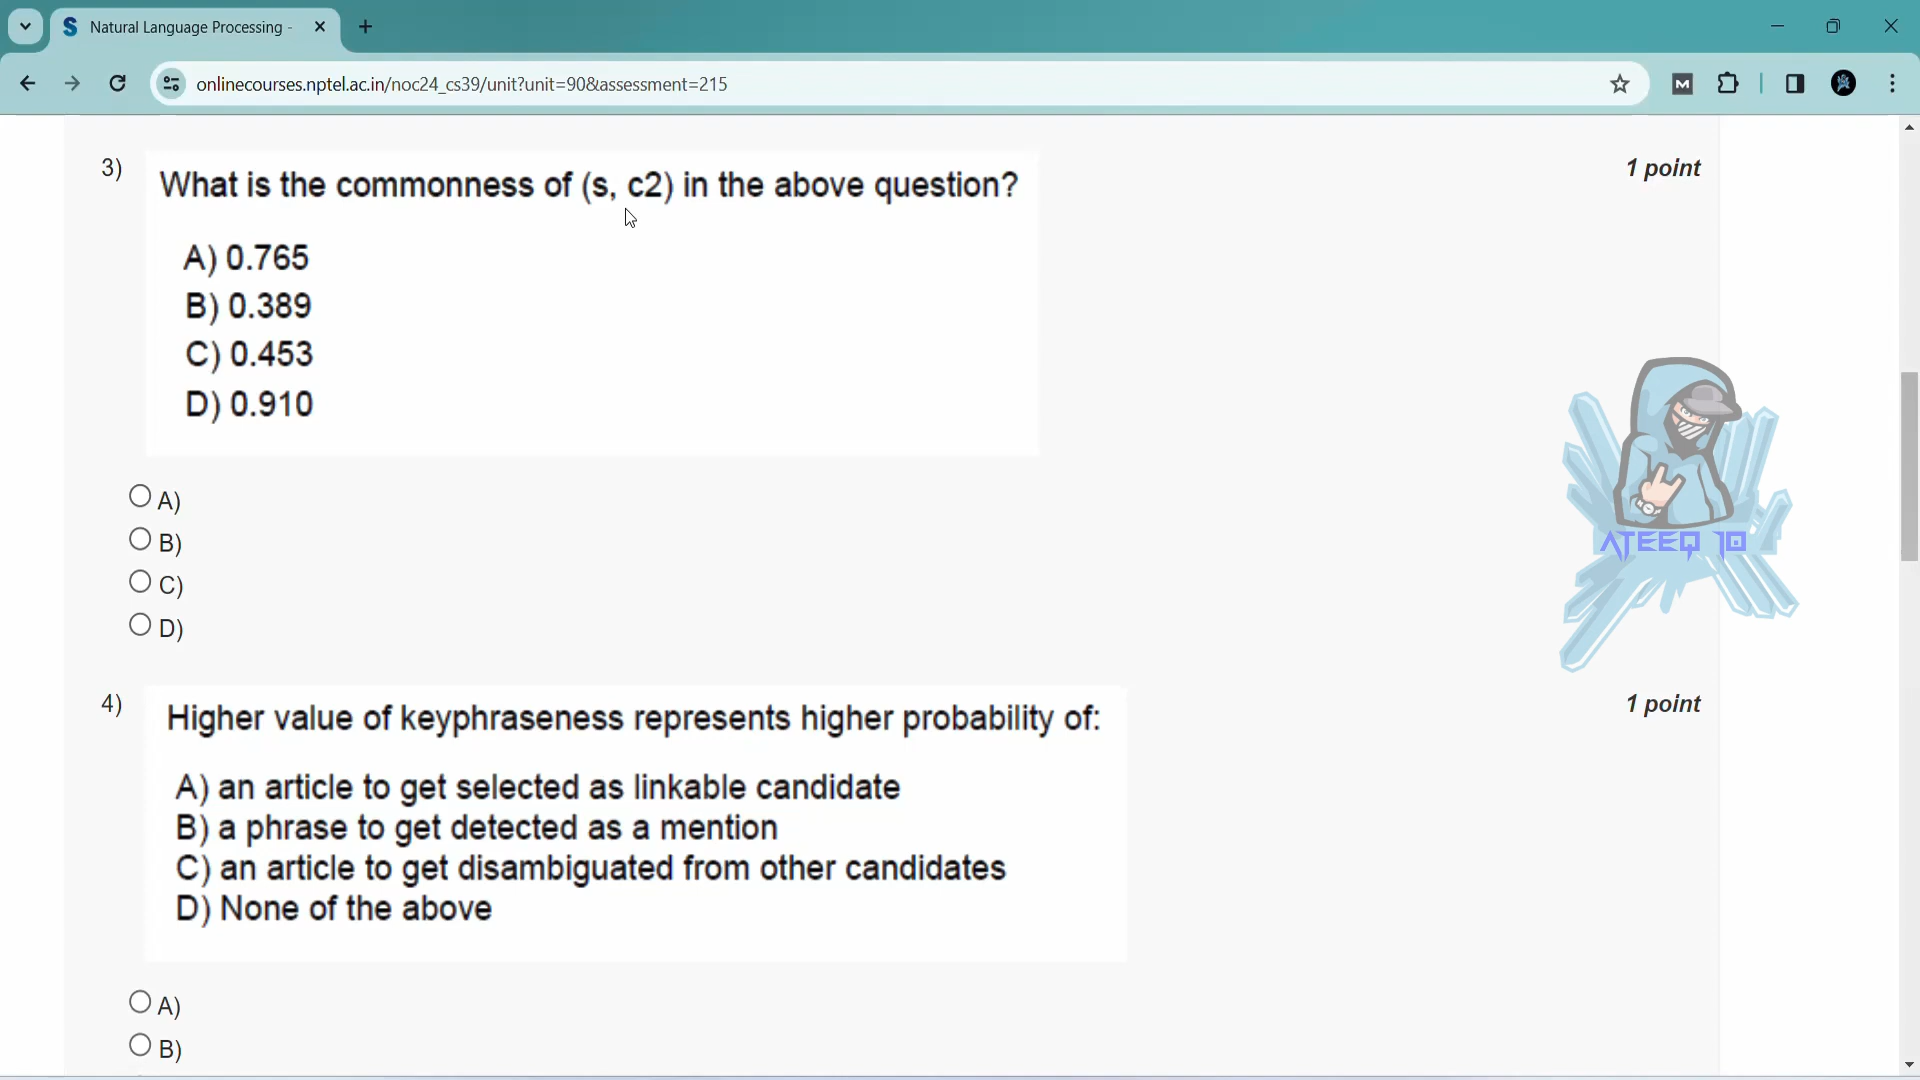 Natural Language Processing -
onlinecourses.nptel.ac.in/noc24_cs39/unit?unit=90&assessment=215
3)
What is the commonness of (s, c2) in the above question?
1 point
A) 0.765
B) 0.389
C) 0.453
D) 0.910
A)
B)
C)
D)
ATEEQ 10
4)
Higher value of keyphraseness represents higher probability of:
1 point
A) an article to get selected as linkable candidate
B) a phrase to get detected as a mention
C) an article to get disambiguated from other candidates
D) None of the above
A)
B)